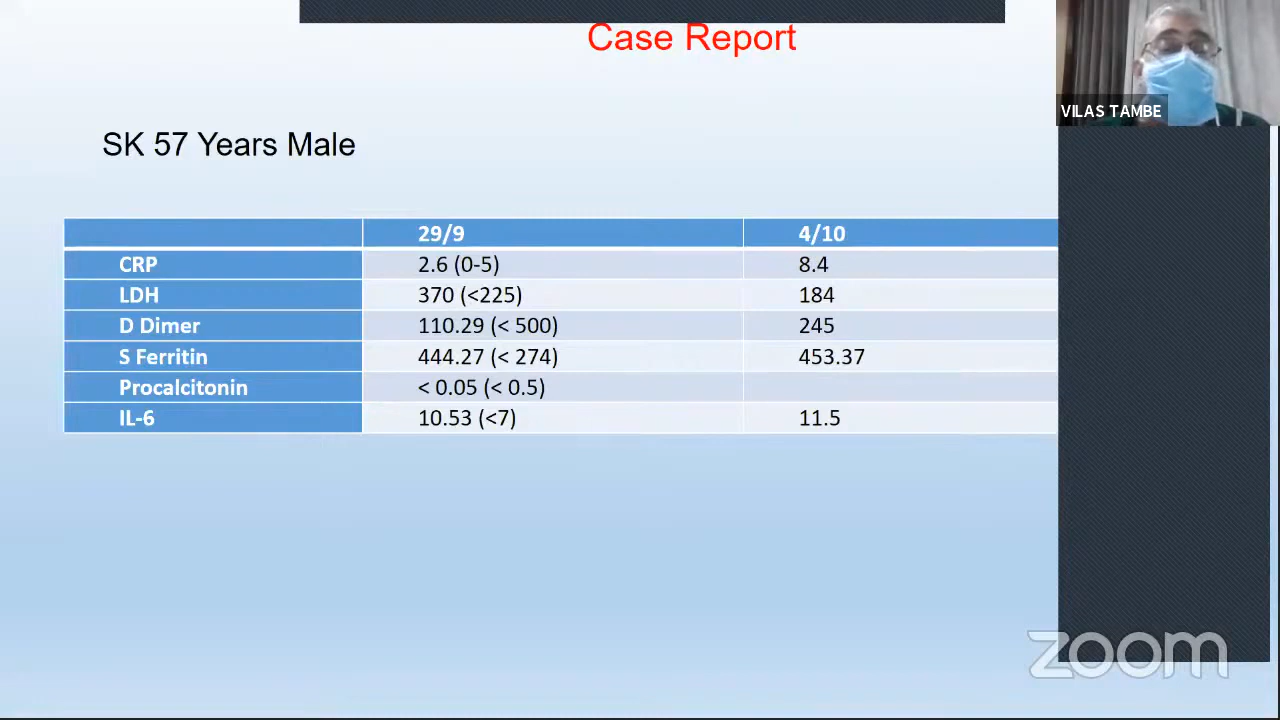 Case Report
VILAS TAMBE
SK 57 Years Male
29/9 4/10
CRP 2.6 (0-5) 8.4
LDH 370 (<225) 184
D Dimer 110.29 (< 500) 245
S Ferritin 444.27 (< 274) 453.37
Procalcitonin < 0.05 (< 0.5)
IL-6 10.53 (<7) 11.5
zoom